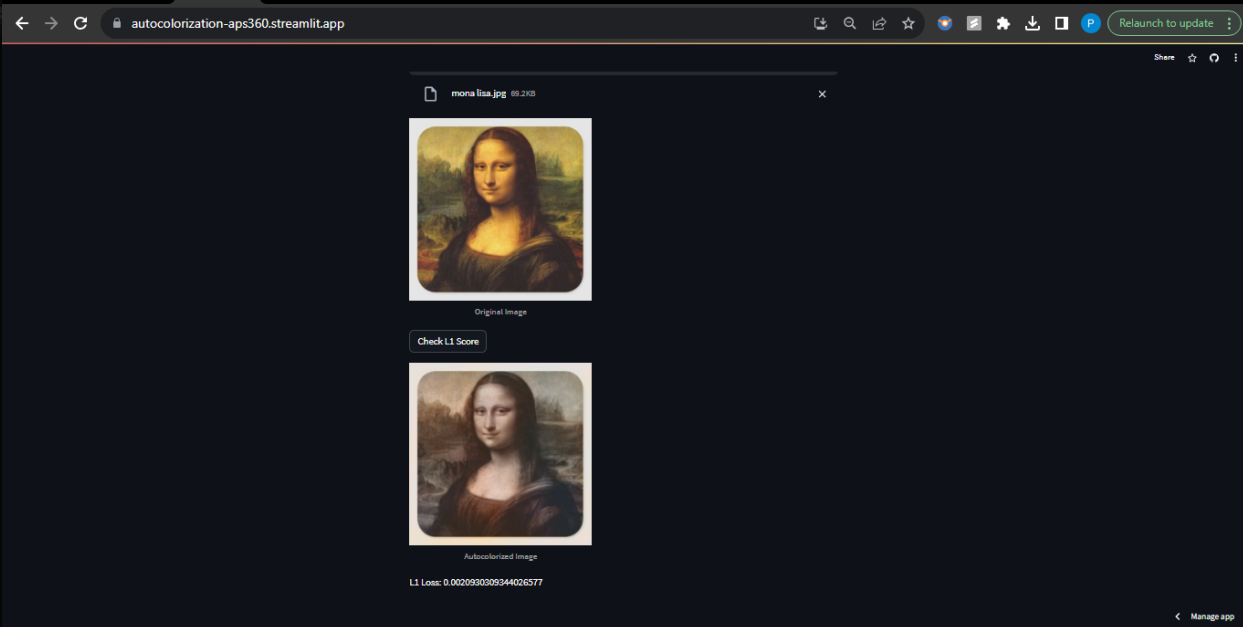 autocolorization-aps360.streamlit.app
P
Relaunch to update
Share
mona lisa.jpg 89.2KB
Original Image
Check L1 Score
Autocolorized Image
L1 Loss: 0.0020930309344026577
Manage app